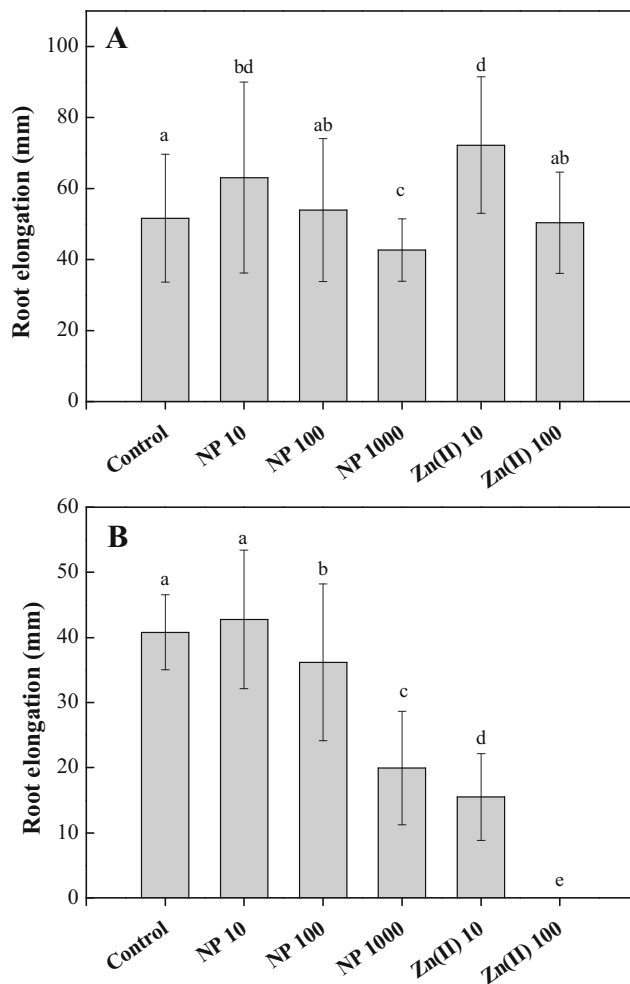 A
Root elongation (mm)
100
80
60
40
20
0
a
bd
ab
c
d
ab
Control
NP 10
NP 100
NP 1000
Zn(II) 10
Zn(II) 100
B
Root elongation (mm)
60
50
40
30
20
10
0
a
a
b
c
d
e
Control
NP 10
NP 100
NP 1000
Zn(II) 10
Zn(II) 100